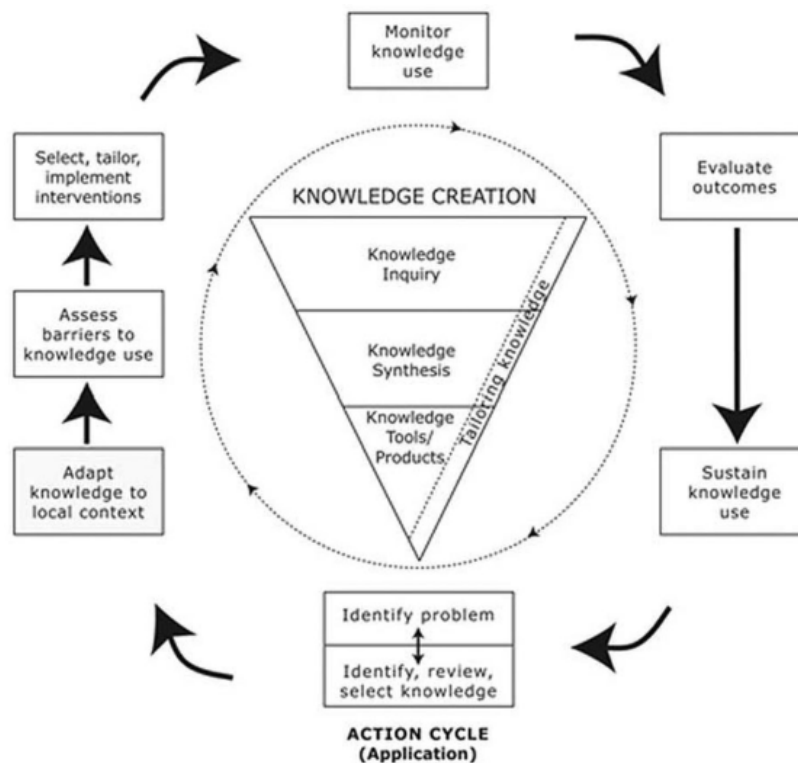 Monitor
knowledge
use
Select, tailor,
implement
interventions
Evaluate
outcomes
KNOWLEDGE CREATION
Knowledge
Inquiry
Assess
barriers to
knowledge use
Knowledge
Synthesis
Tailoring knowledge
Knowledge
Tools/
Products
Adapt
knowledge to
local context
Sustain
knowledge
use
Identify problem
Identify, review,
select knowledge
ACTION CYCLE
(Application)